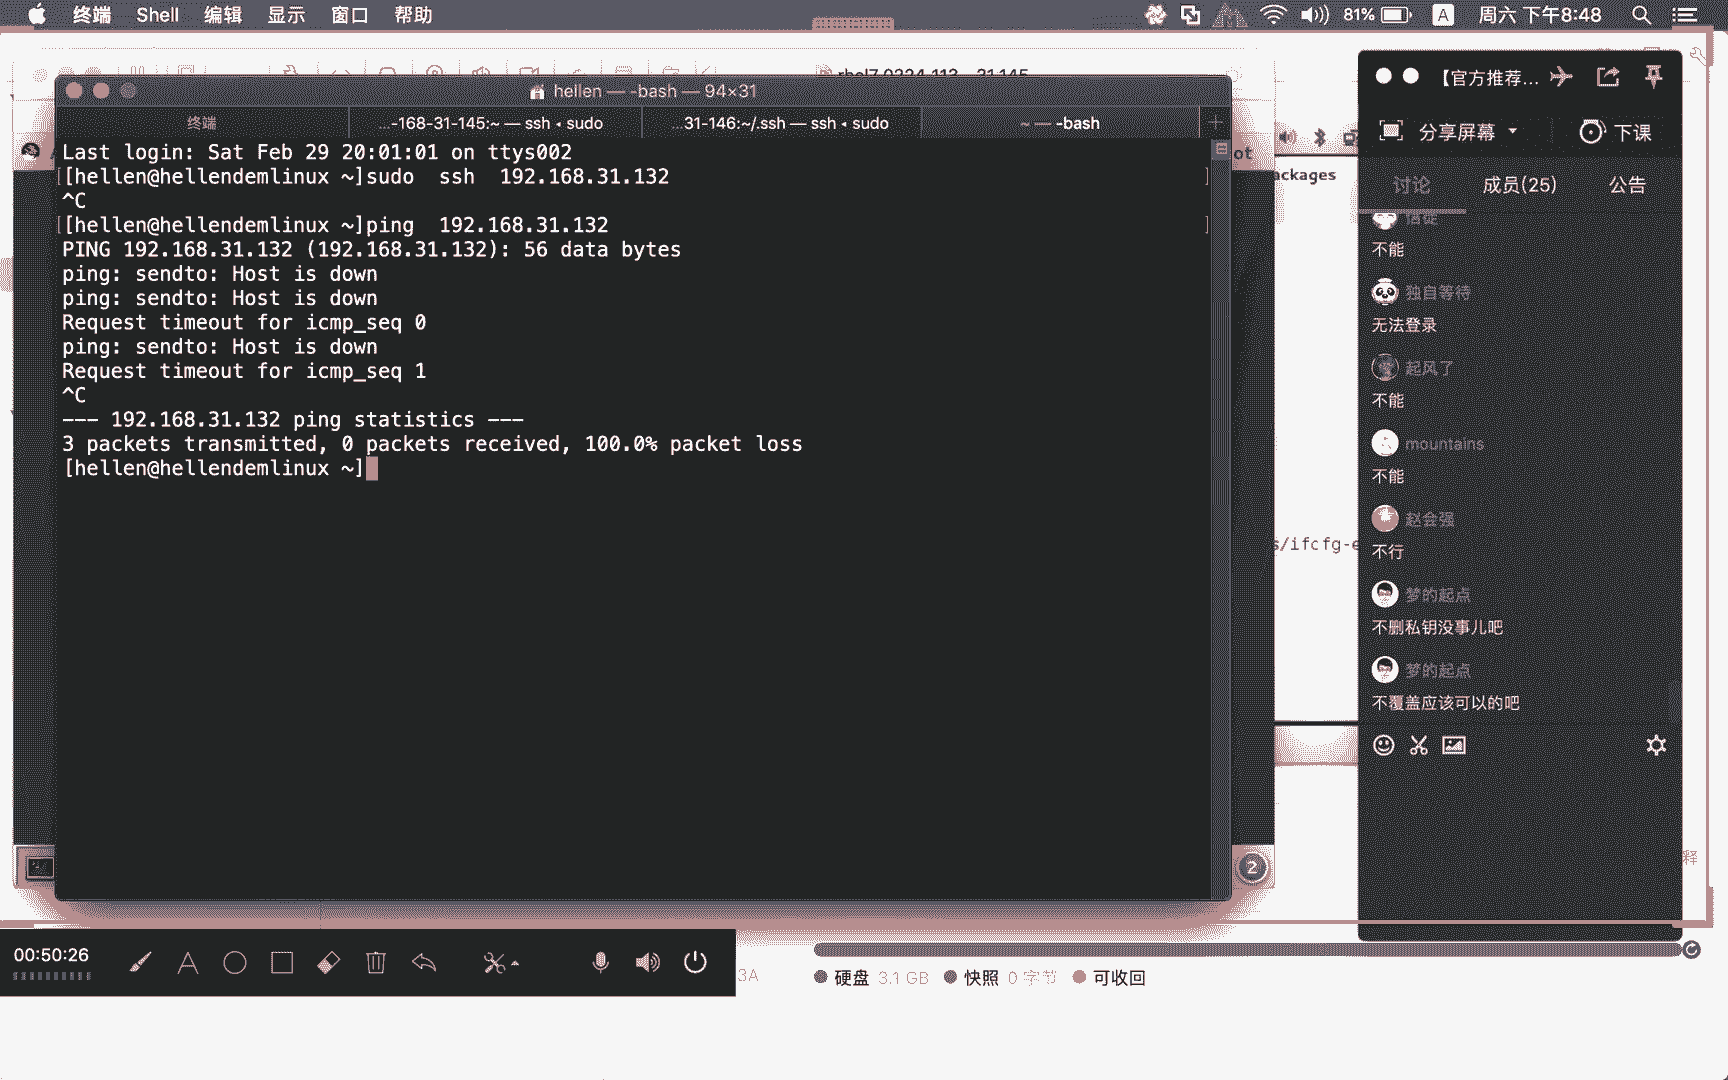 终端 Shell 编辑 显示 窗口 帮助
81% A 周六 下午8:48
rhel7 0224 113 31 145
hellen — -bash — 94×31
终端
...-168-31-145:~ — ssh ◂ sudo
...31-146:~/.ssh — ssh ◂ sudo
~ — -bash
Last login: Sat Feb 29 20:01:01 on ttys002
[hellen@hellendemlinux ~]sudo  ssh  192.168.31.132
^C
[hellen@hellendemlinux ~]ping  192.168.31.132
PING 192.168.31.132 (192.168.31.132): 56 data bytes
ping: sendto: Host is down
ping: sendto: Host is down
Request timeout for icmp_seq 0
ping: sendto: Host is down
Request timeout for icmp_seq 1
^C
--- 192.168.31.132 ping statistics ---
3 packets transmitted, 0 packets received, 100.0% packet loss
[hellen@hellendemlinux ~]
ot
ackages
s/ifcfg-e
2
【官方推荐...
分享屏幕 下课
讨论 成员(25) 公告
不能
独自等待
无法登录
起风了
不能
mountains
不能
赵会强
不行
梦的起点
不删私钥没事儿吧
梦的起点
不覆盖应该可以的吧
释
00:50:26
3A
硬盘 3.1 GB 快照 0 字节 可收回